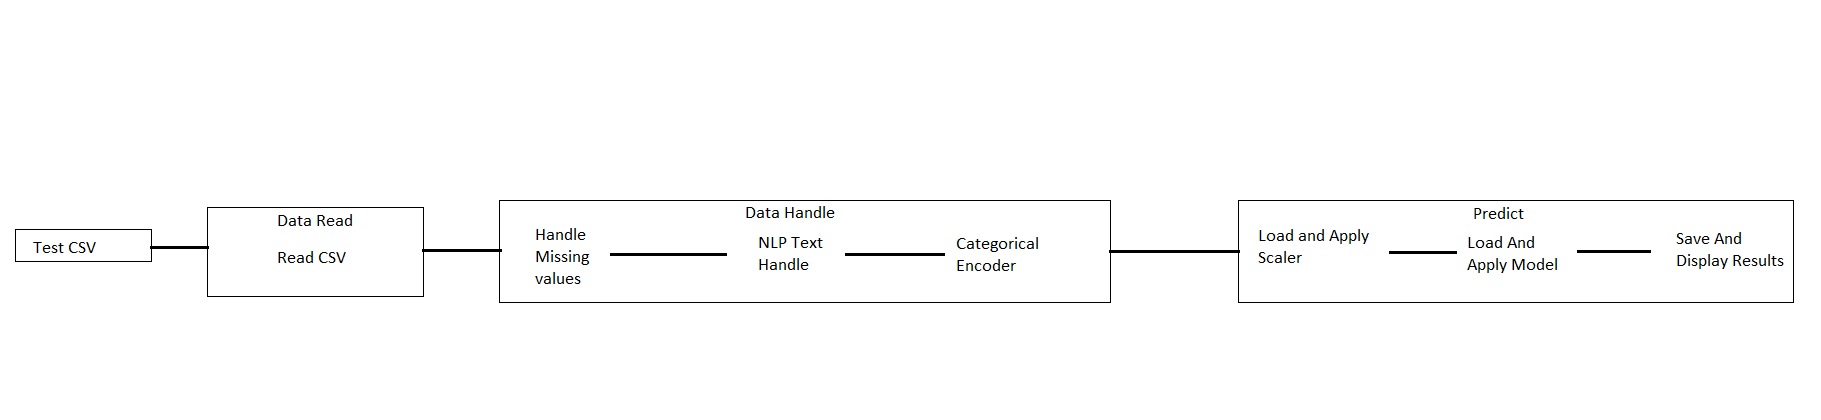 Test CSV
Data Read
Read CSV
Data Handle
Handle
Missing
values
NLP Text
Handle
Categorical
Encoder
Predict
Load and Apply
Scaler
Load And
Apply Model
Save And
Display Results